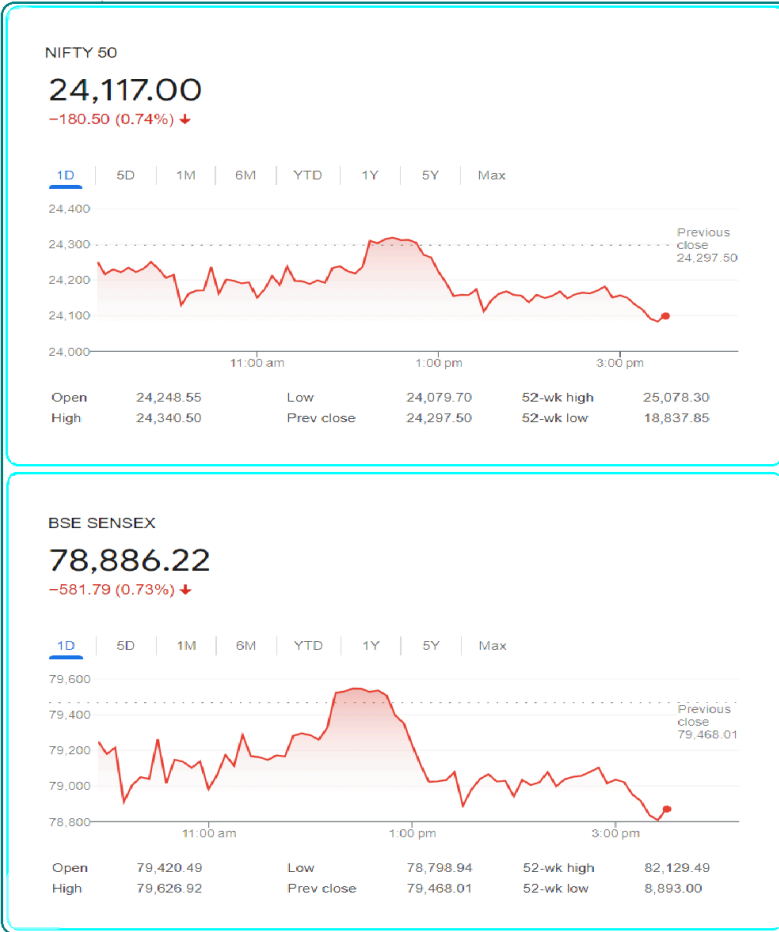 NIFTY 50
24,117.00
−180.50 (0.74%) ↓
1D 5D 1M 6M YTD 1Y 5Y Max
24,400
24,300
24,200
24,100
24,000
Previous
close
24,297.50
11:00 am 1:00 pm 3:00 pm
Open 24,248.55 Low 24,079.70 52-wk high 25,078.30
High 24,340.50 Prev close 24,297.50 52-wk low 18,837.85
BSE SENSEX
78,886.22
−581.79 (0.73%) ↓
1D 5D 1M 6M YTD 1Y 5Y Max
79,600
79,400
79,200
79,000
78,800
Previous
close
79,468.01
11:00 am 1:00 pm 3:00 pm
Open 79,420.49 Low 78,798.94 52-wk high 82,129.49
High 79,626.92 Prev close 79,468.01 52-wk low 8,893.00